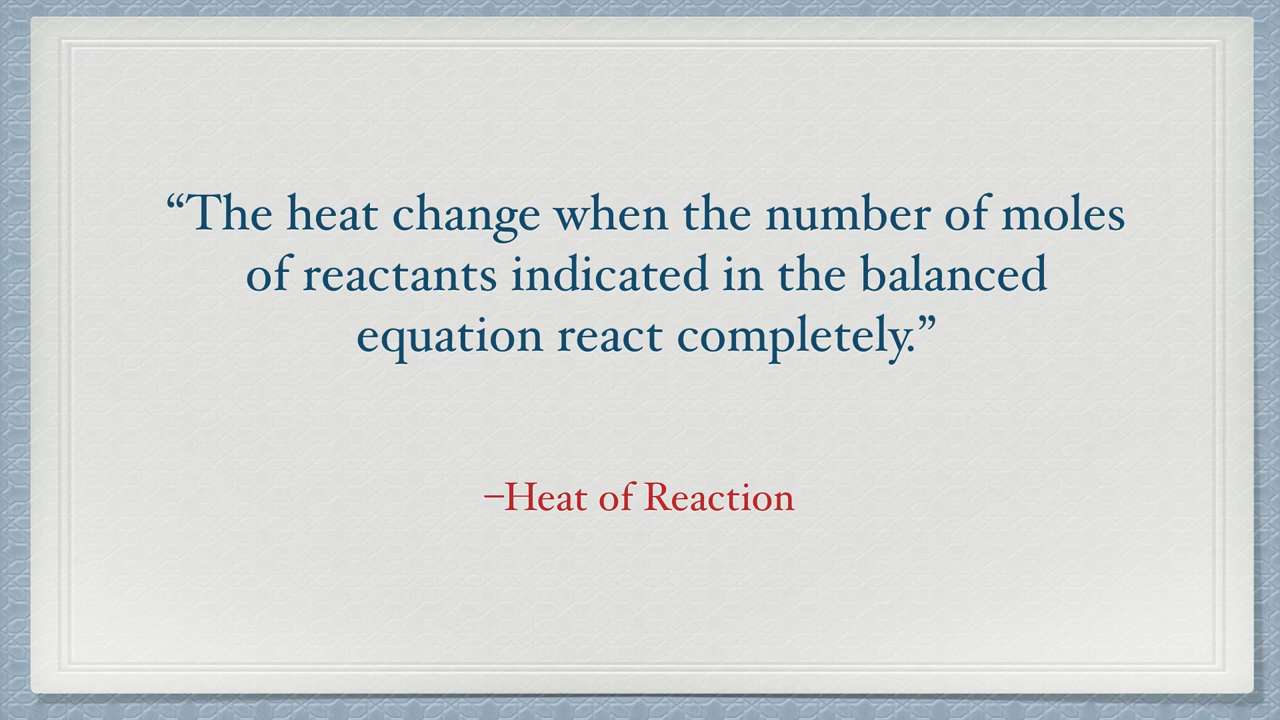 “The heat change when the number of moles
of reactants indicated in the balanced
equation react completely.”
–Heat of Reaction